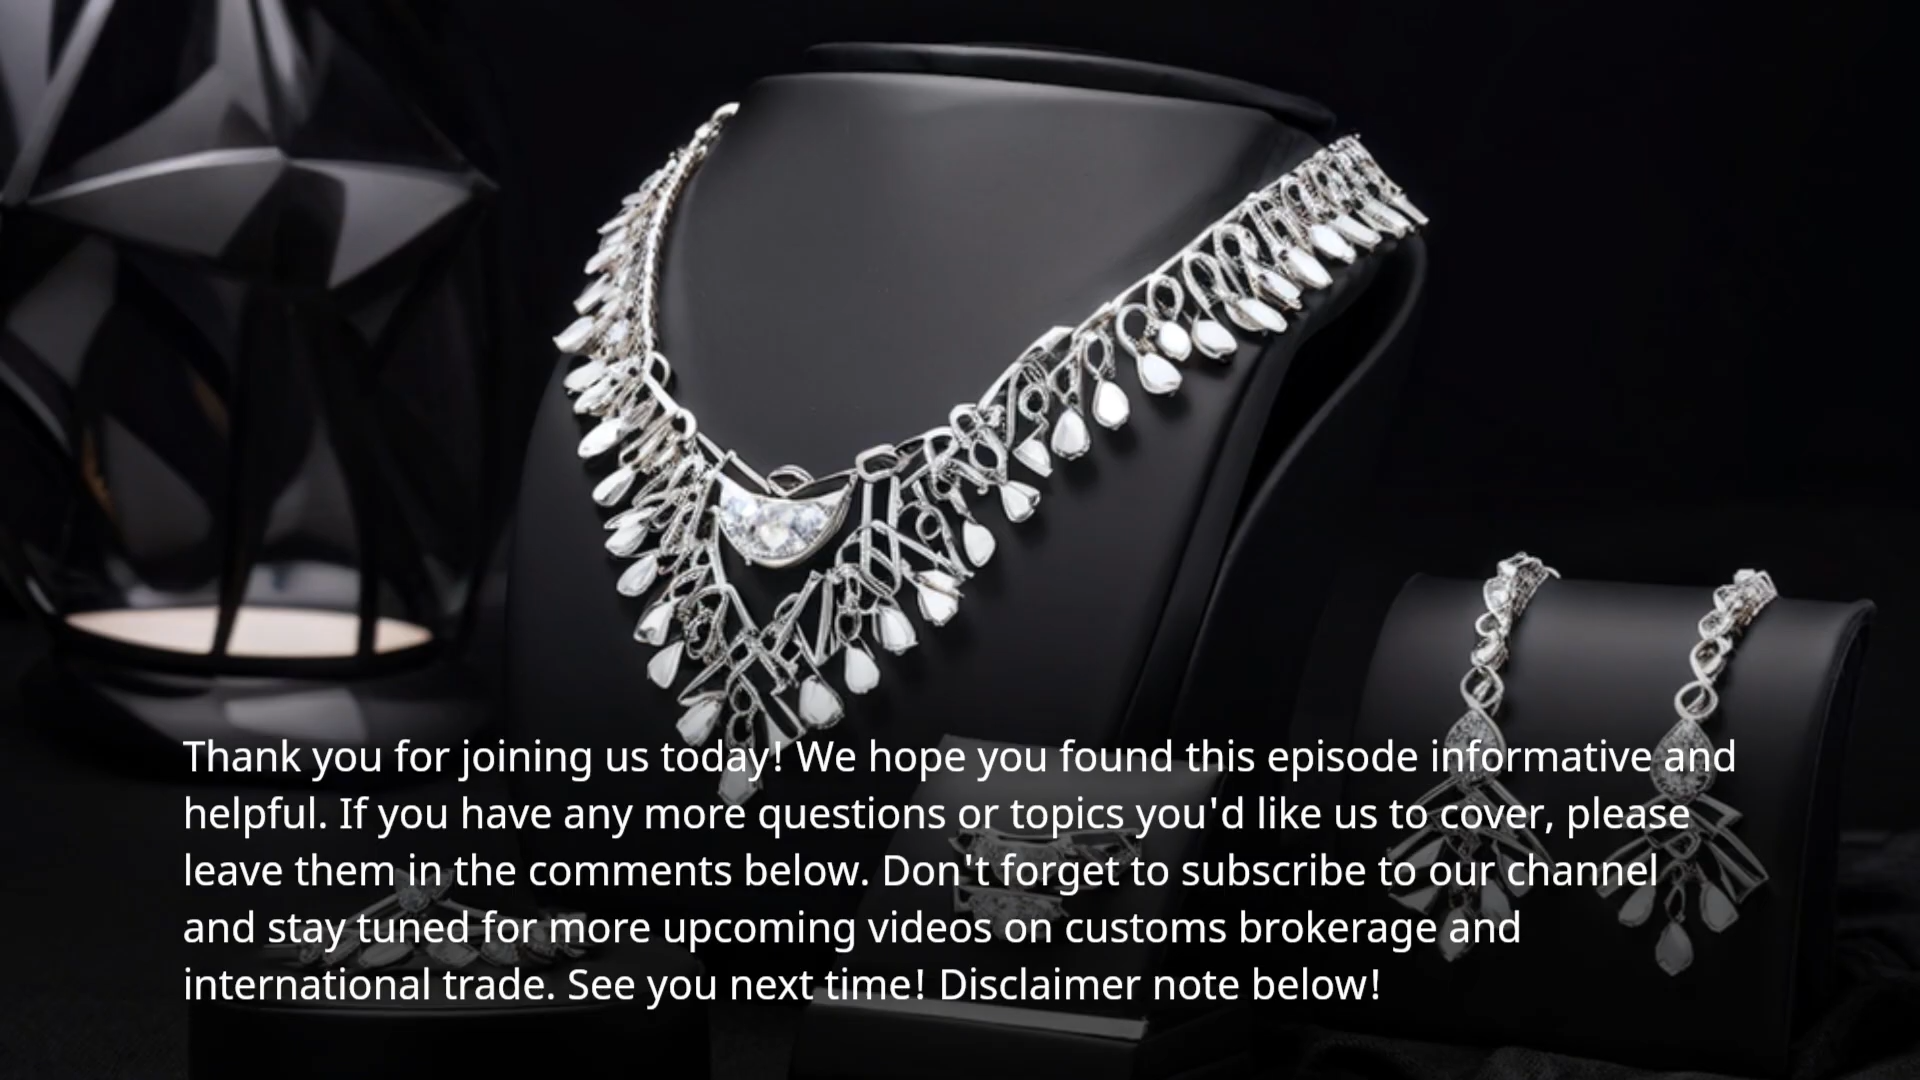 Thank you for joining us today! We hope you found this episode informative and
helpful. If you have any more questions or topics you'd like us to cover, please
leave them in the comments below. Don't forget to subscribe to our channel
and stay tuned for more upcoming videos on customs brokerage and
international trade. See you next time! Disclaimer note below!